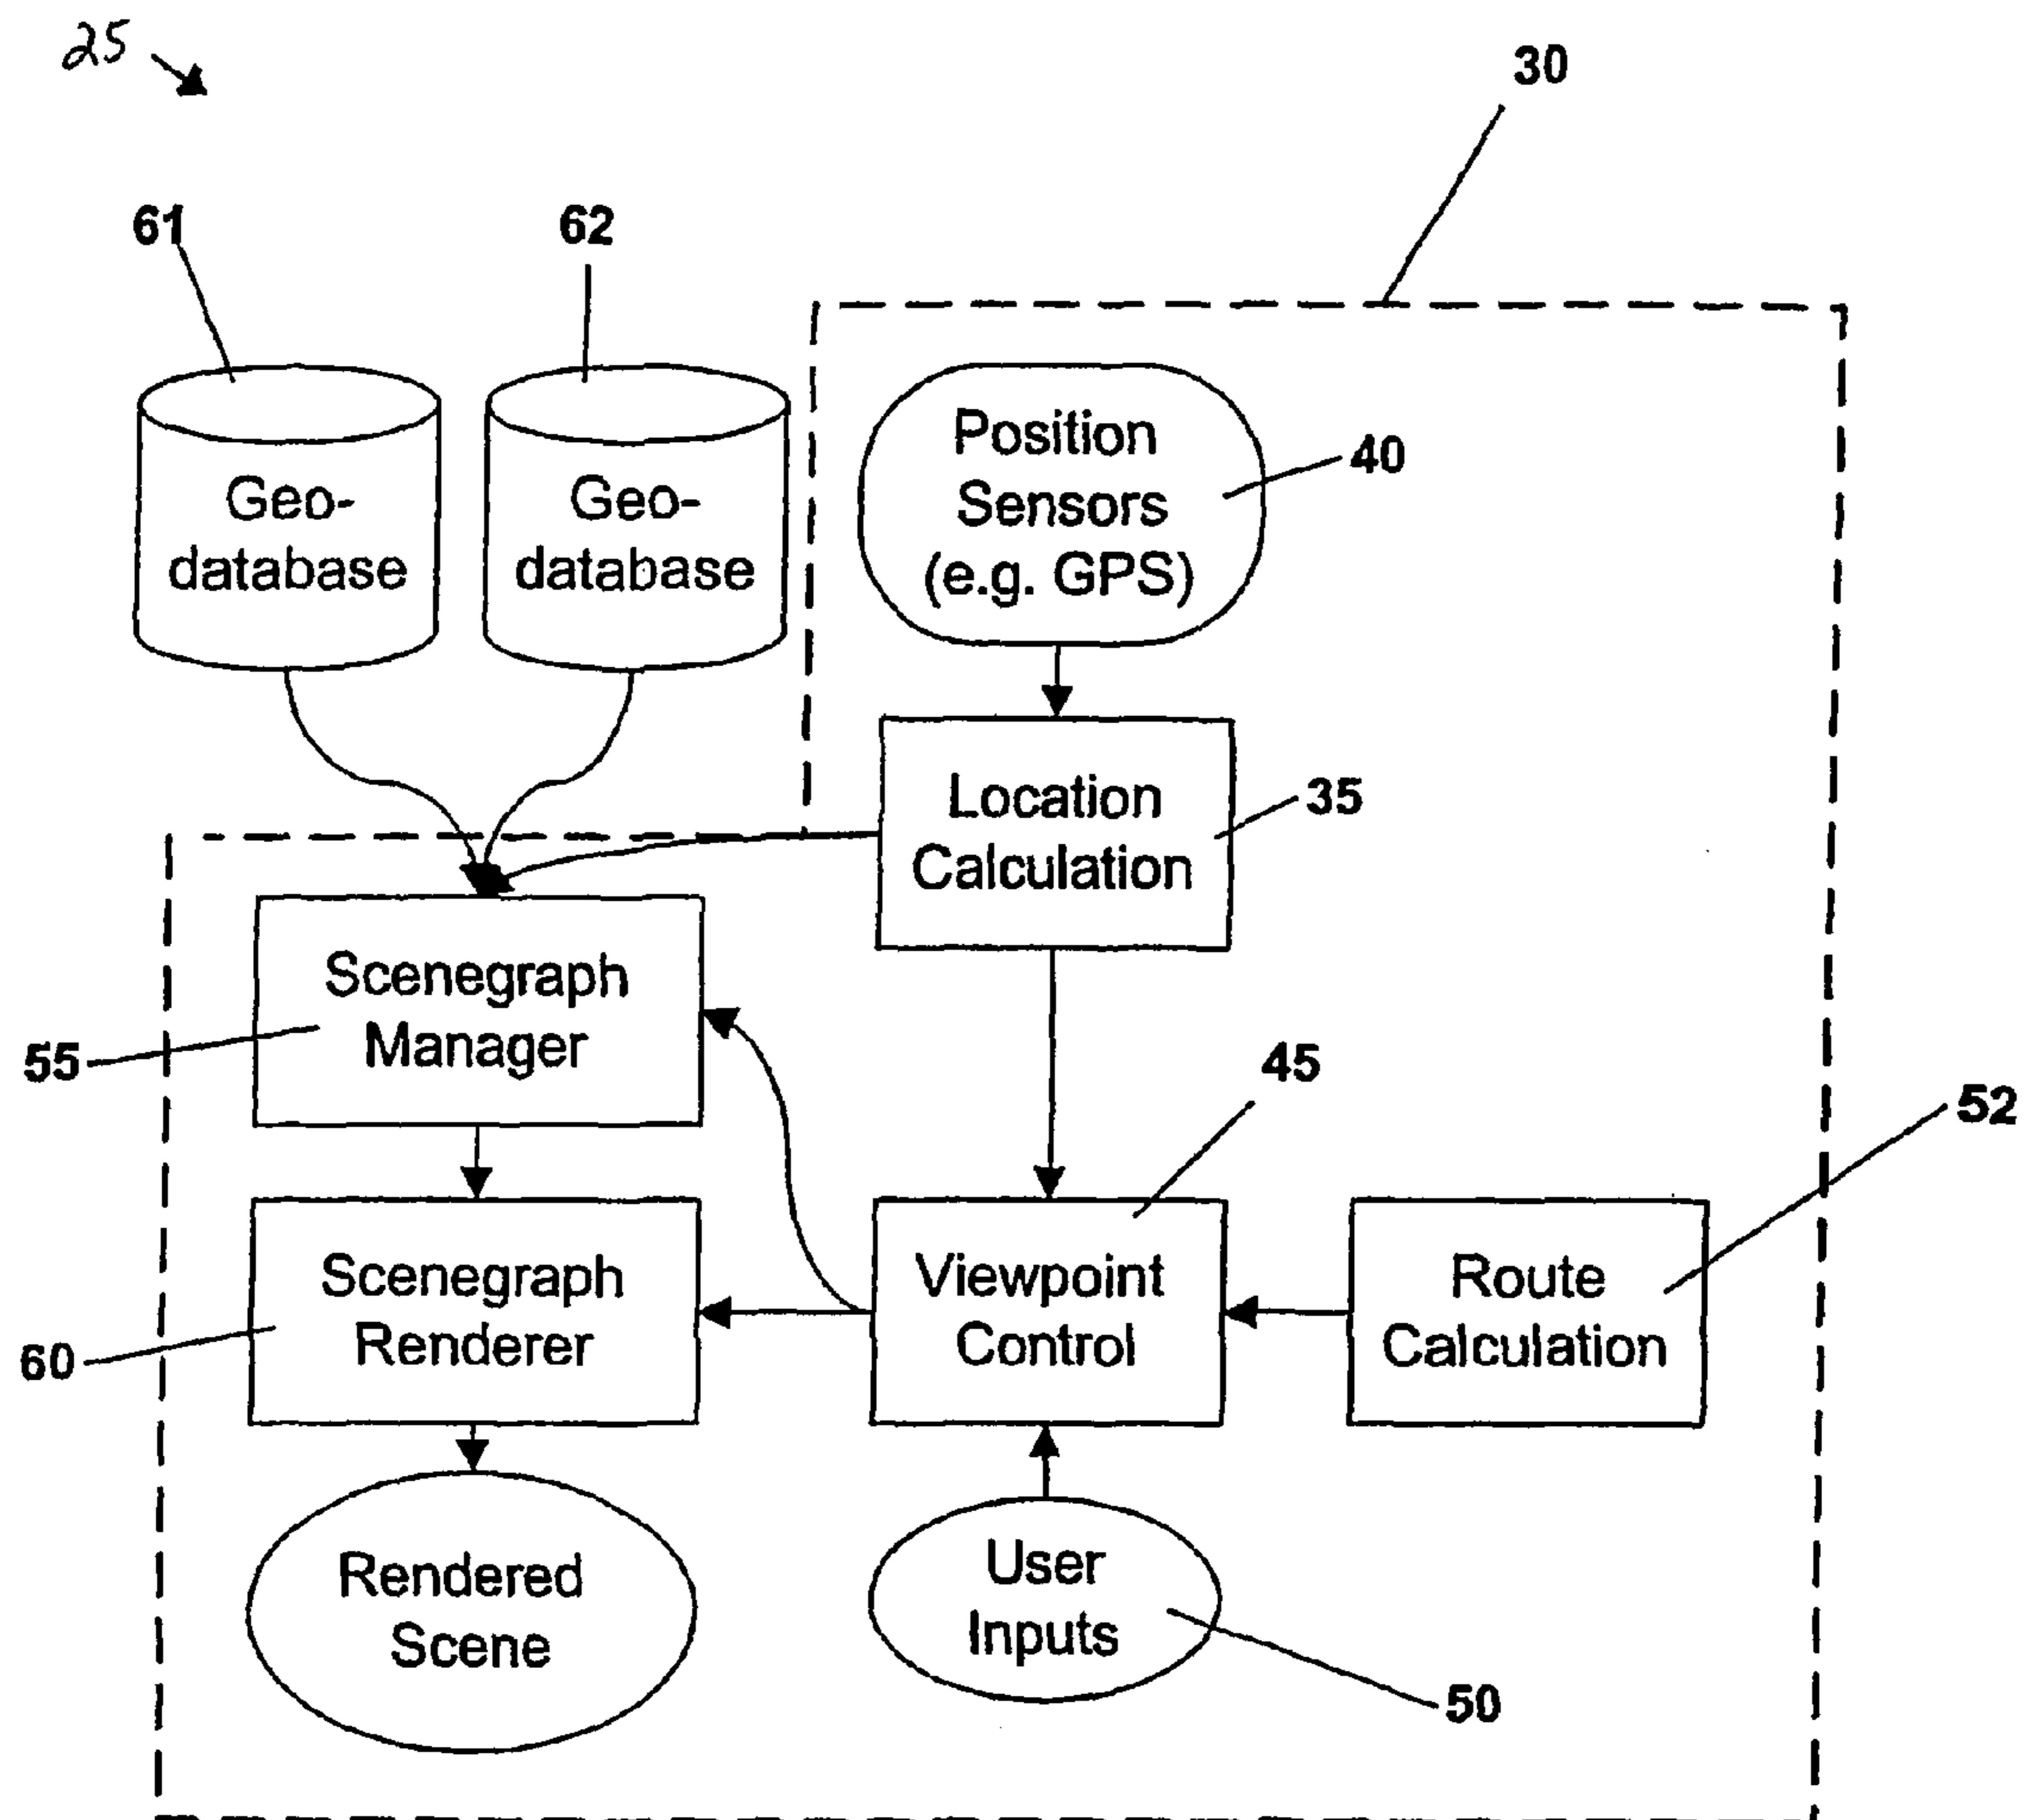 25
30
61
62
Geo-
database
Geo-
database
Position
Sensors
(e.g. GPS)
40
Location
Calculation
35
Scenegraph
Manager
55
45
52
Scenegraph
Renderer
60
Viewpoint
Control
Route
Calculation
Rendered
Scene
User
Inputs
50